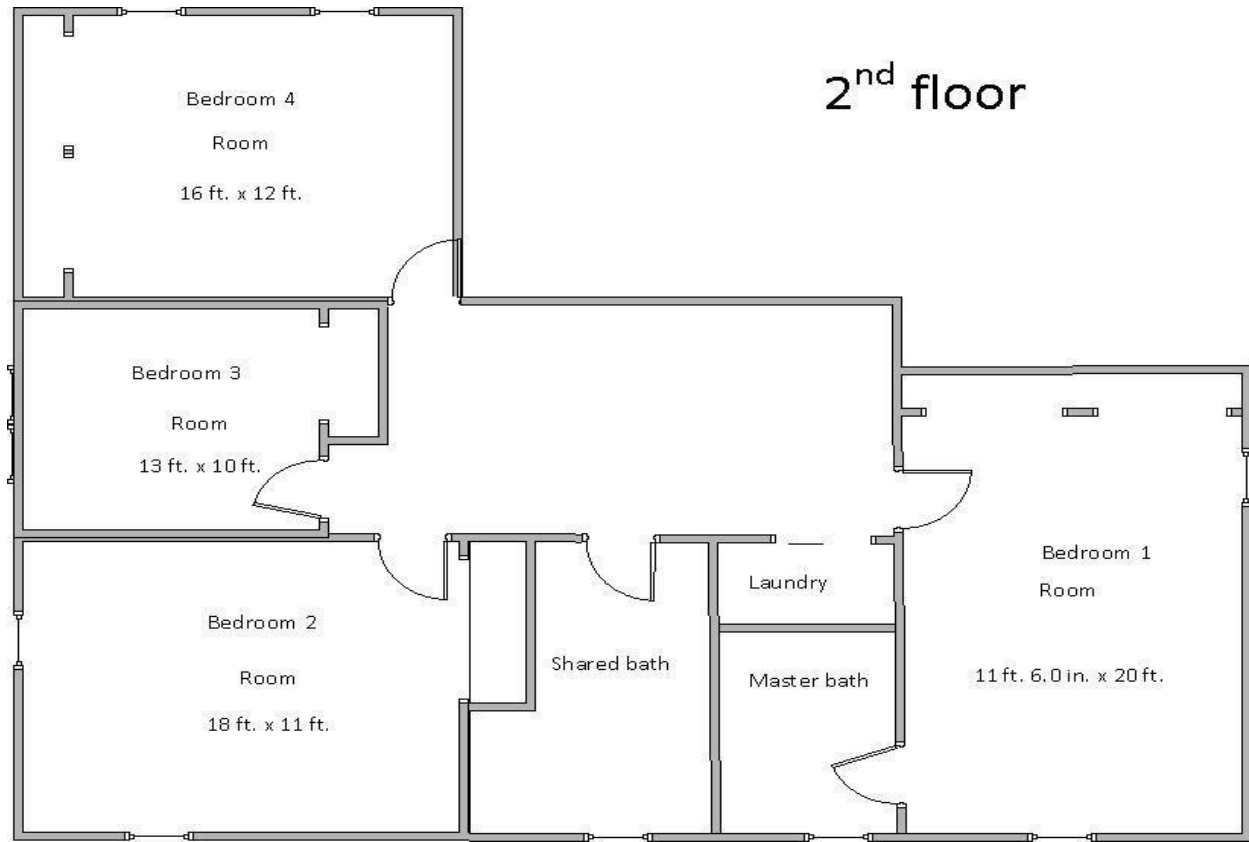 2nd floor
Bedroom 4
Room
16 ft. x 12 ft.
Bedroom 3
Room
13 ft. x 10 ft.
Bedroom 1
Room
11 ft. 6.0 in. x 20 ft.
Laundry
Bedroom 2
Room
18 ft. x 11 ft.
Shared bath
Master bath